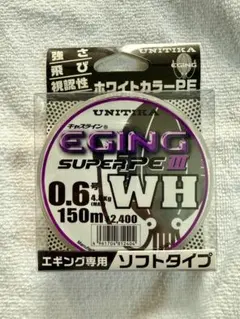 強さ
飛び
視認性
UNITIKA
EGING
ホワイトカラーPE
UNITIKA
キャスライン
EGING
SUPER PE III
WH
0.6号
150m
2,400
エギング専用
ソフトタイプ